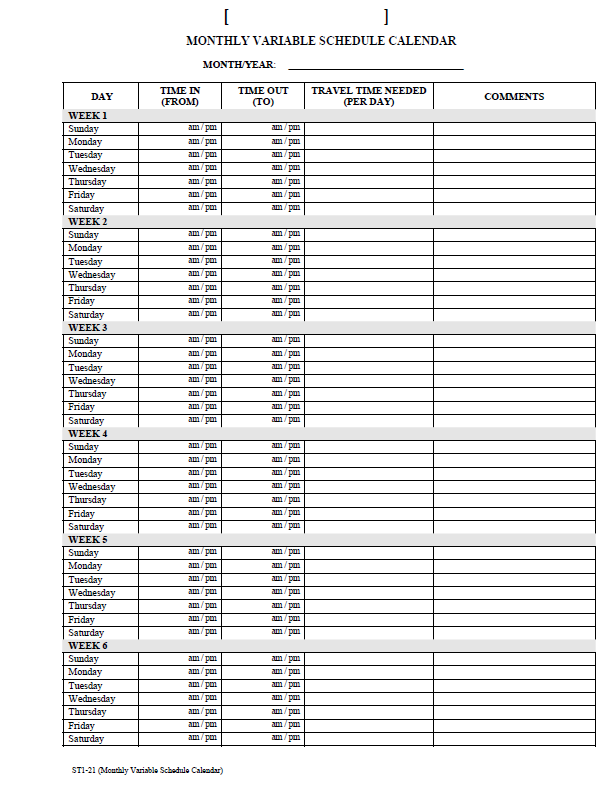 [ ]
MONTHLY VARIABLE SCHEDULE CALENDAR
MONTH/YEAR: ____________________
DAY TIME IN (FROM) TIME OUT (TO) TRAVEL TIME NEEDED (PER DAY) COMMENTS
WEEK 1
Sunday am / pm am / pm
Monday am / pm am / pm
Tuesday am / pm am / pm
Wednesday am / pm am / pm
Thursday am / pm am / pm
Friday am / pm am / pm
Saturday am / pm am / pm
WEEK 2
Sunday am / pm am / pm
Monday am / pm am / pm
Tuesday am / pm am / pm
Wednesday am / pm am / pm
Thursday am / pm am / pm
Friday am / pm am / pm
Saturday am / pm am / pm
WEEK 3
Sunday am / pm am / pm
Monday am / pm am / pm
Tuesday am / pm am / pm
Wednesday am / pm am / pm
Thursday am / pm am / pm
Friday am / pm am / pm
Saturday am / pm am / pm
WEEK 4
Sunday am / pm am / pm
Monday am / pm am / pm
Tuesday am / pm am / pm
Wednesday am / pm am / pm
Thursday am / pm am / pm
Friday am / pm am / pm
Saturday am / pm am / pm
WEEK 5
Sunday am / pm am / pm
Monday am / pm am / pm
Tuesday am / pm am / pm
Wednesday am / pm am / pm
Thursday am / pm am / pm
Friday am / pm am / pm
Saturday am / pm am / pm
WEEK 6
Sunday am / pm am / pm
Monday am / pm am / pm
Tuesday am / pm am / pm
Wednesday am / pm am / pm
Thursday am / pm am / pm
Friday am / pm am / pm
Saturday am / pm am / pm
ST1-21 (Monthly Variable Schedule Calendar)